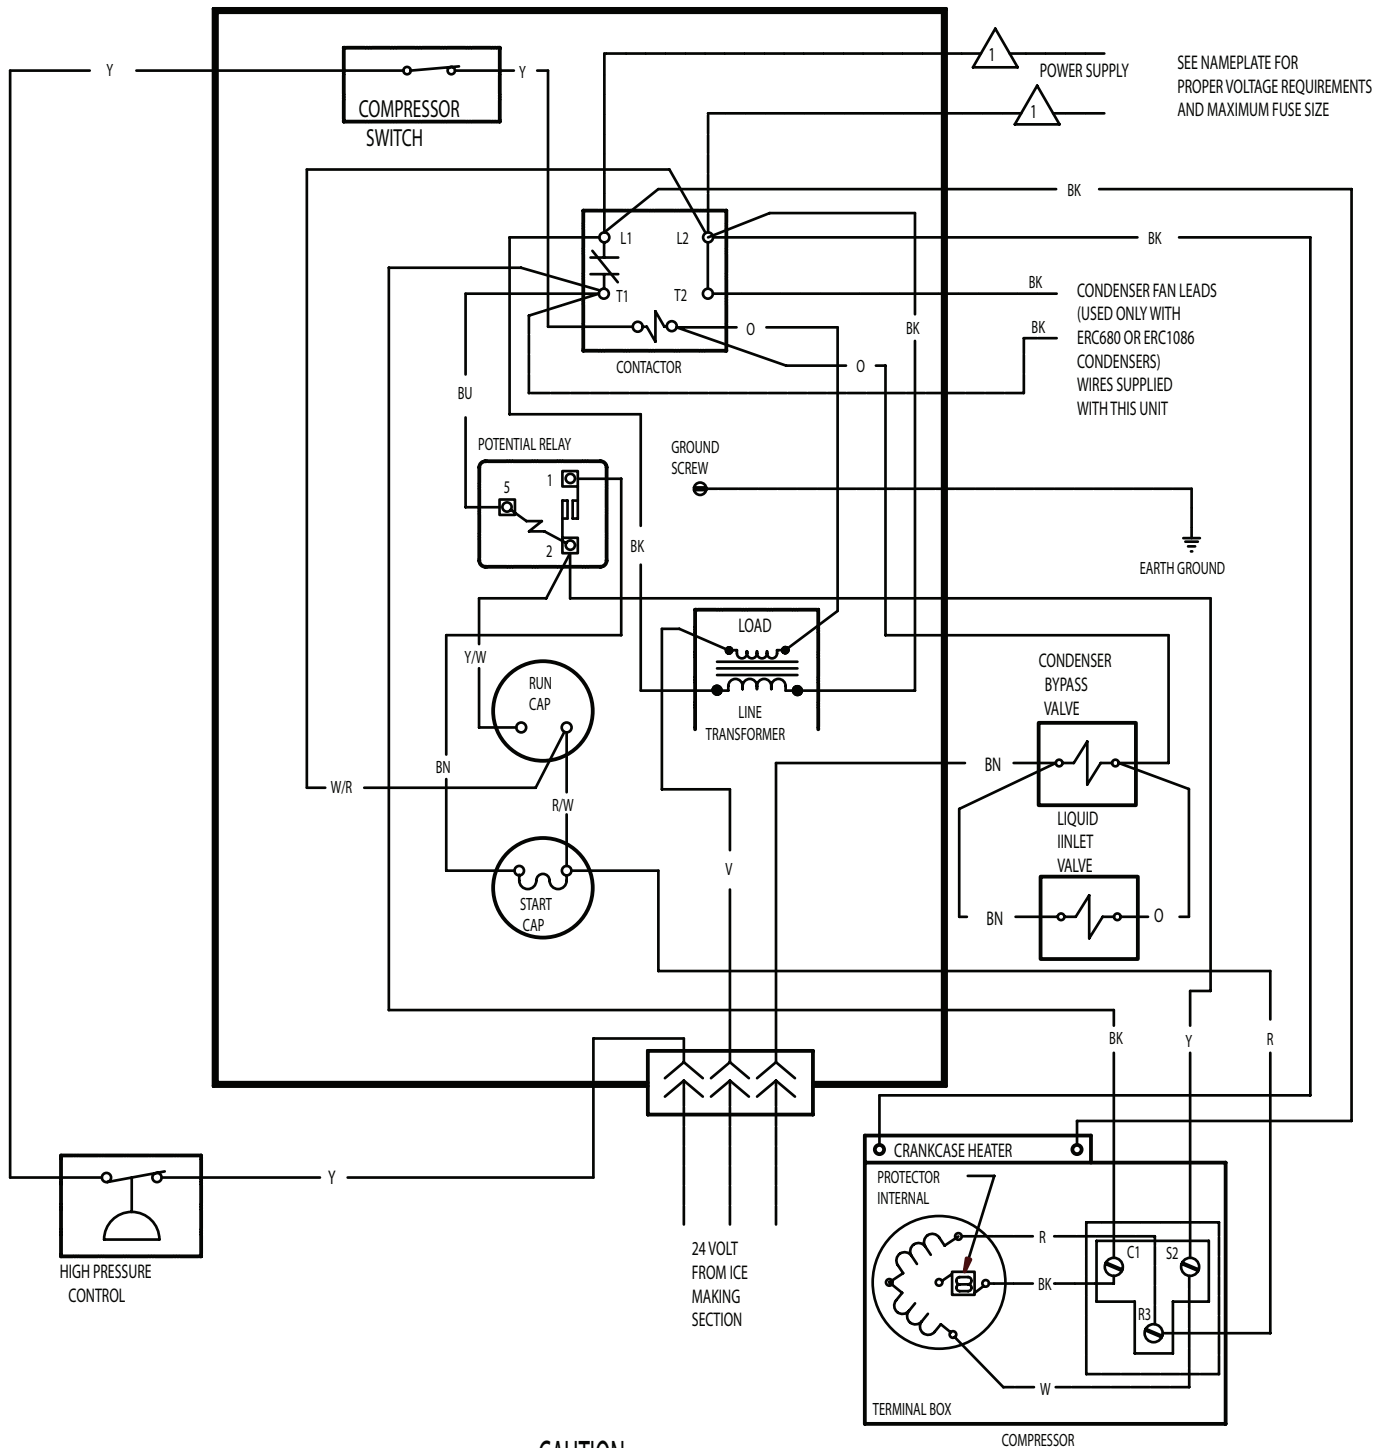 Y
COMPRESSOR
SWITCH
Y
1
POWER SUPPLY
1
SEE NAMEPLATE FOR
PROPER VOLTAGE REQUIREMENTS
AND MAXIMUM FUSE SIZE
BK
L1
L2
BK
T1
T2
BK
CONDENSER FAN LEADS
(USED ONLY WITH
ERC680 OR ERC1086
CONDENSERS)
WIRES SUPPLIED
WITH THIS UNIT
BK
O
BK
O
CONTACTOR
BU
POTENTIAL RELAY
1
5
2
BK
GROUND
SCREW
EARTH GROUND
LOAD
LINE
TRANSFORMER
Y/W
RUN
CAP
BN
W/R
R/W
START
CAP
V
CONDENSER
BYPASS
VALVE
BN
LIQUID
IINLET
VALVE
BN
O
BK
Y
R
CRANKCASE HEATER
PROTECTOR
INTERNAL
R
C1
S2
BK
R3
W
TERMINAL BOX
COMPRESSOR
Y
HIGH PRESSURE
CONTROL
24 VOLT
FROM ICE
MAKING
SECTION
CAUTION